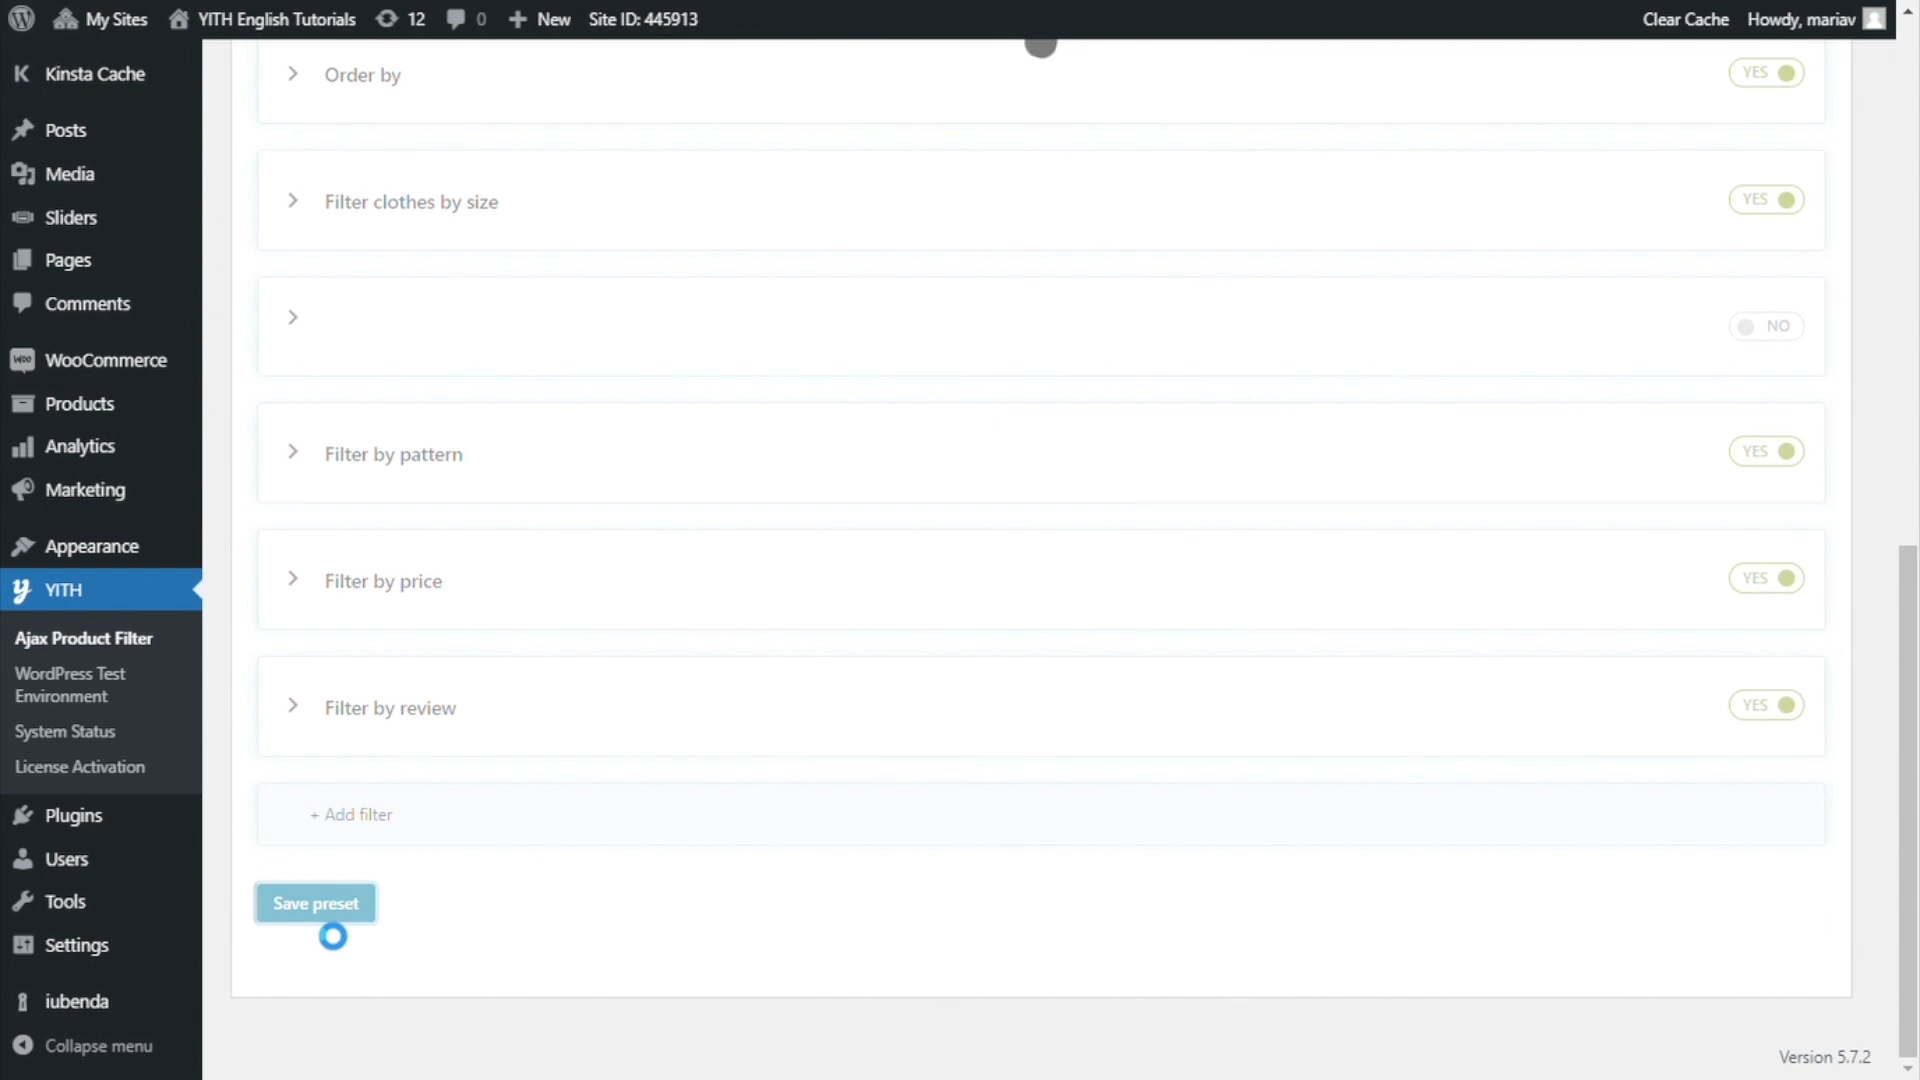 My Sites
YITH English Tutorials
12
0
New
Site ID: 445913
Clear Cache
Howdy, mariav
Kinsta Cache
Posts
Media
Sliders
Pages
Comments
WooCommerce
Products
Analytics
Marketing
Appearance
YITH
Ajax Product Filter
WordPress Test
Environment
System Status
License Activation
Plugins
Users
Tools
Settings
iubenda
Collapse menu
Order by
YES
Filter clothes by size
YES
NO
Filter by pattern
YES
Filter by price
YES
Filter by review
YES
+ Add filter
Save preset
Version 5.7.2